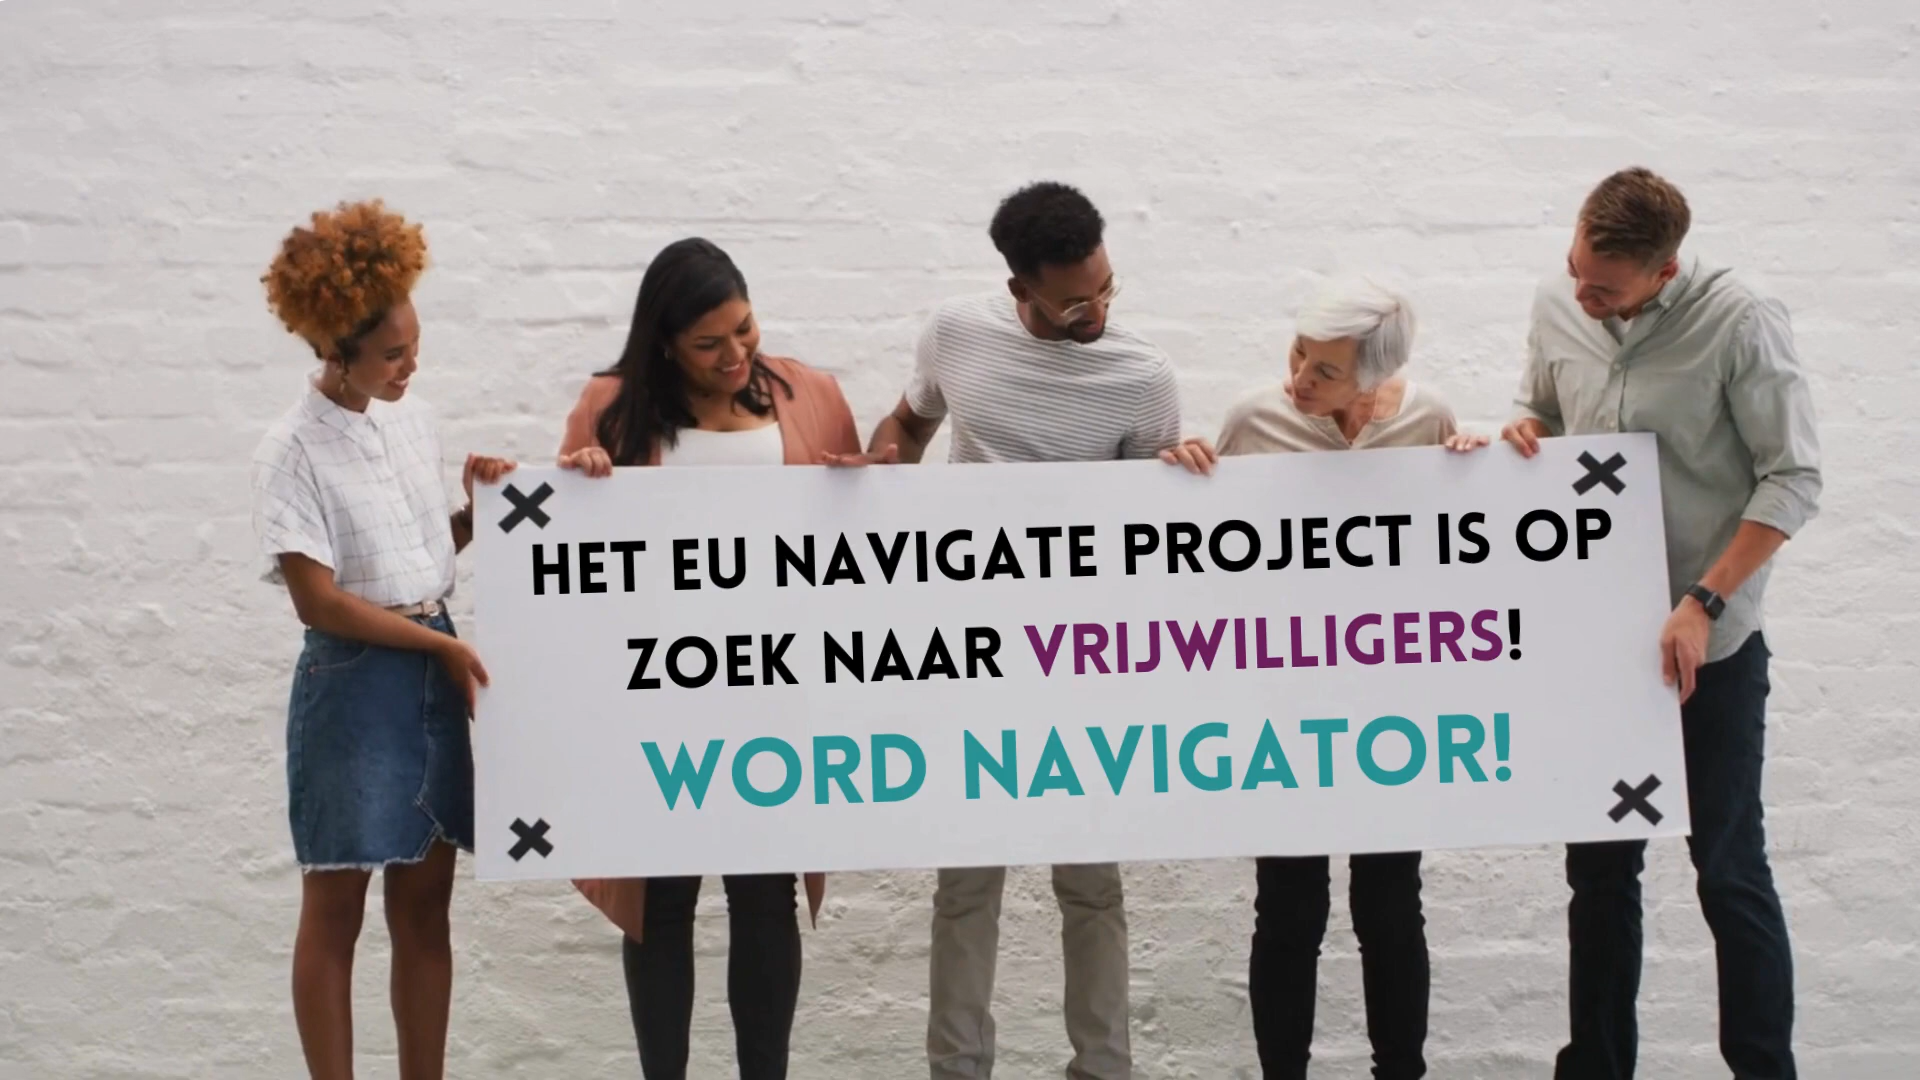 HET EU NAVIGATE PROJECT IS OP
ZOEK NAAR VRIJWILLIGERS!
WORD NAVIGATOR!